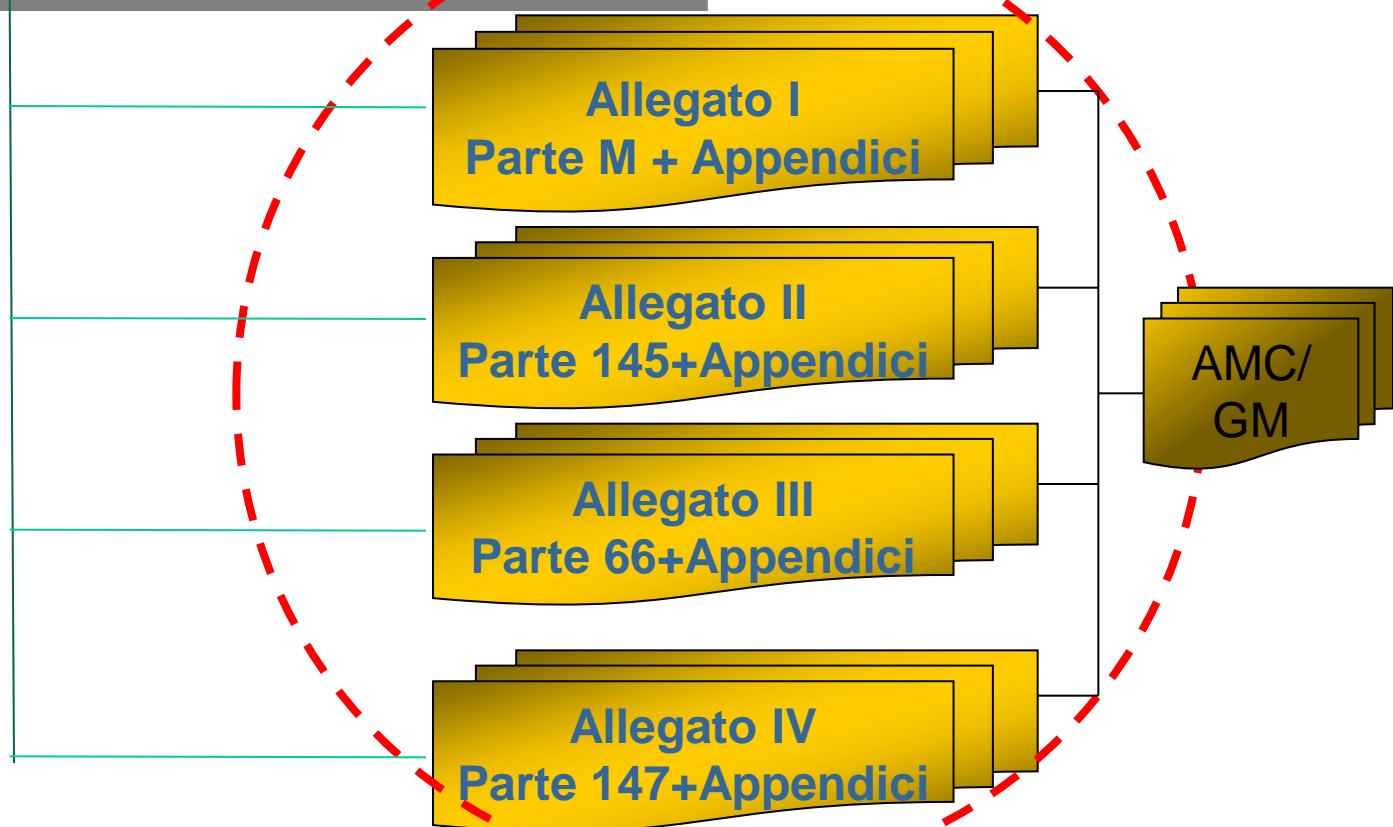 Allegato I
Parte M + Appendici
Allegato II
Parte 145+Appendici
Allegato III
Parte 66+Appendici
Allegato IV
Parte 147+Appendici
AMC/
GM